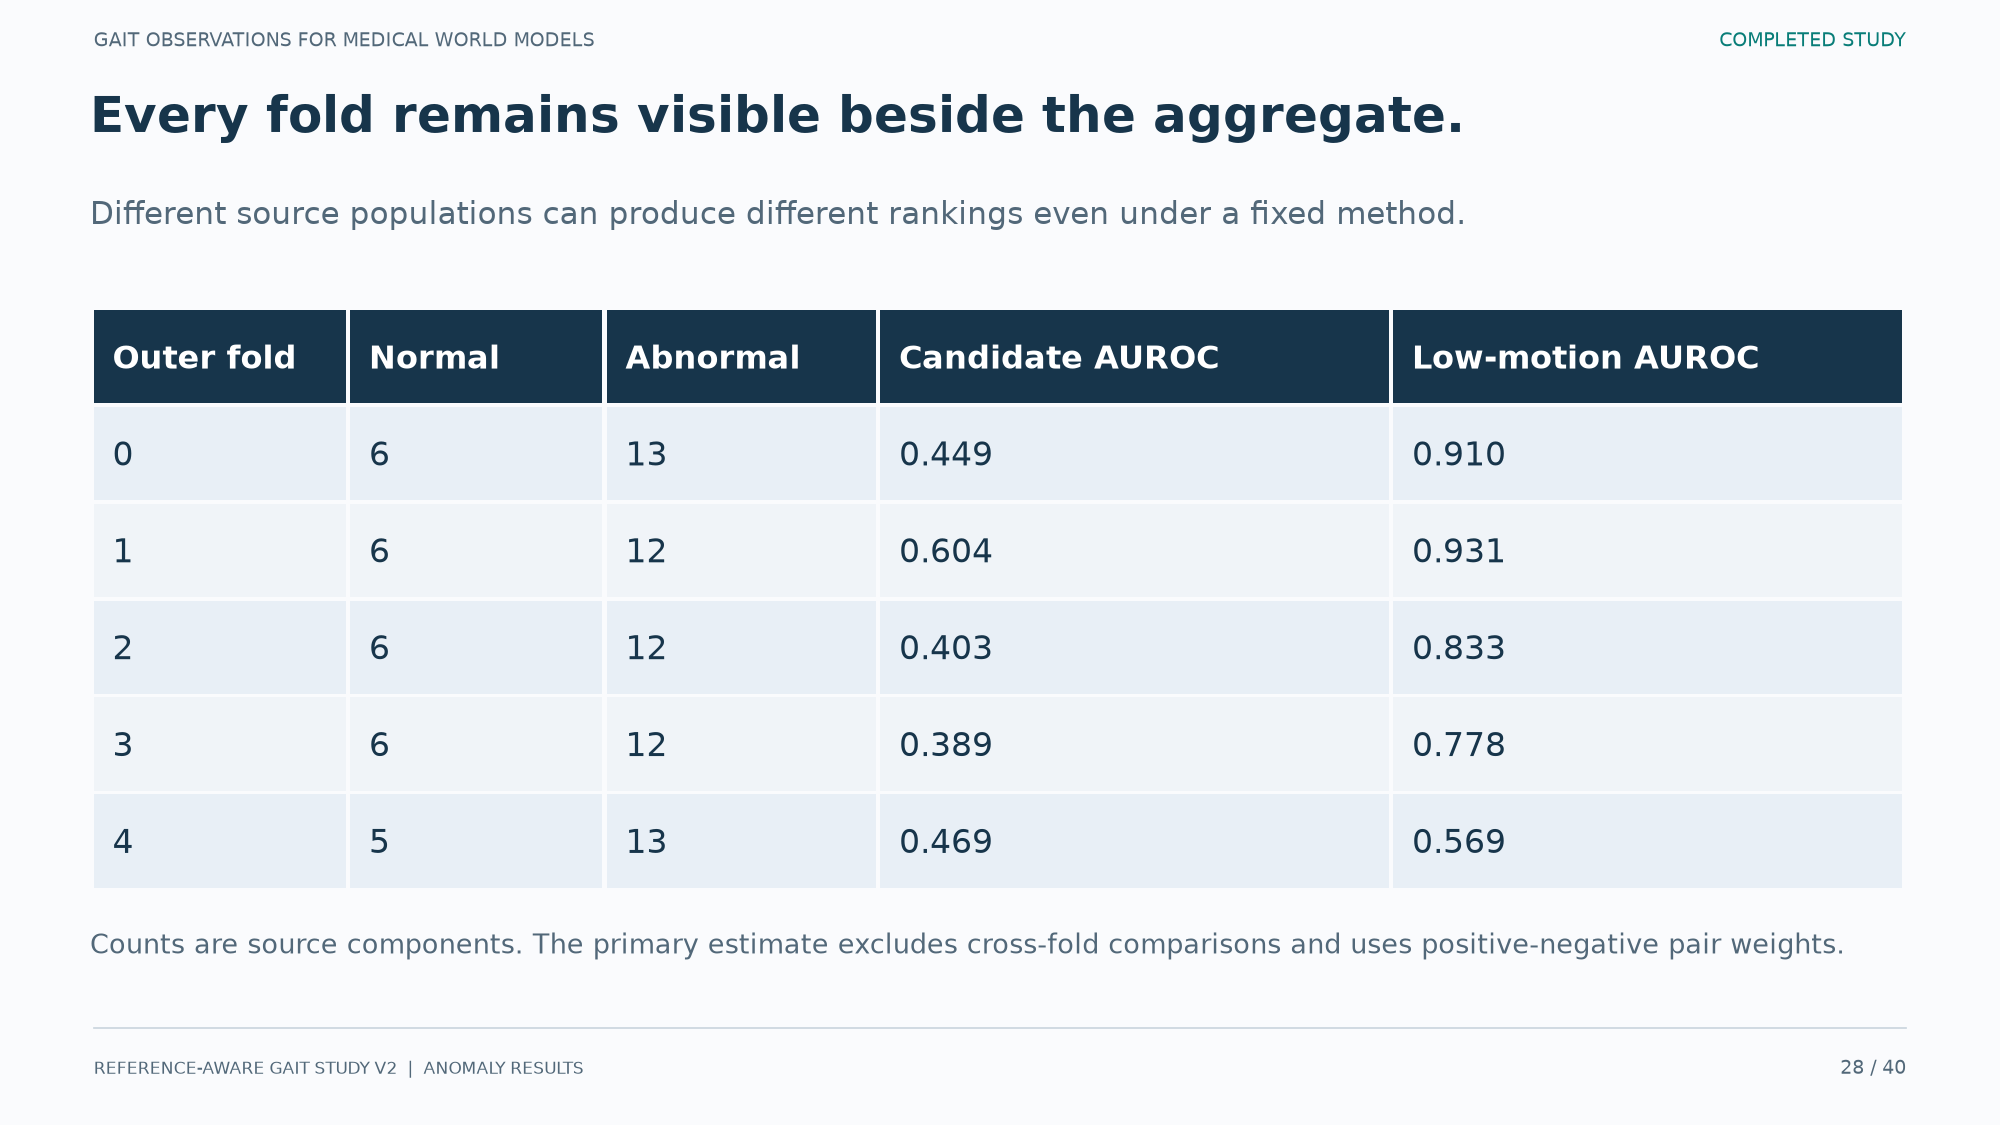 GAIT OBSERVATIONS FOR MEDICAL WORLD MODELS
COMPLETED STUDY
Every fold remains visible beside the aggregate.
Different source populations can produce different rankings even under a fixed method.
Outer fold Normal Abnormal Candidate AUROC Low-motion AUROC
0 6 13 0.449 0.910
1 6 12 0.604 0.931
2 6 12 0.403 0.833
3 6 12 0.389 0.778
4 5 13 0.469 0.569
Counts are source components. The primary estimate excludes cross-fold comparisons and uses positive-negative pair weights.
REFERENCE-AWARE GAIT STUDY V2 | ANOMALY RESULTS
28 / 40